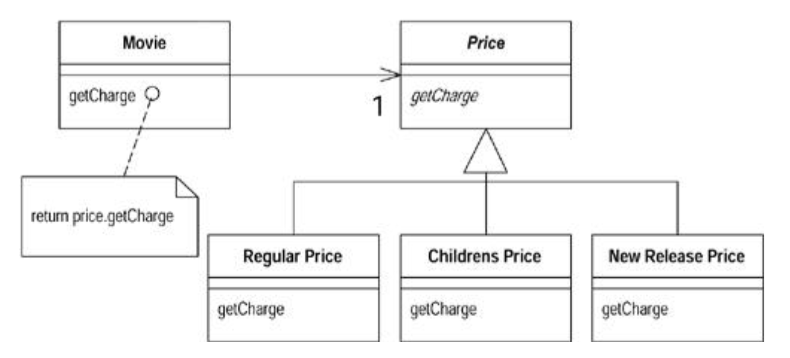 Movie
Price
getCharge
1
getCharge
return price.getCharge
Regular Price
Childrens Price
New Release Price
getCharge
getCharge
getCharge